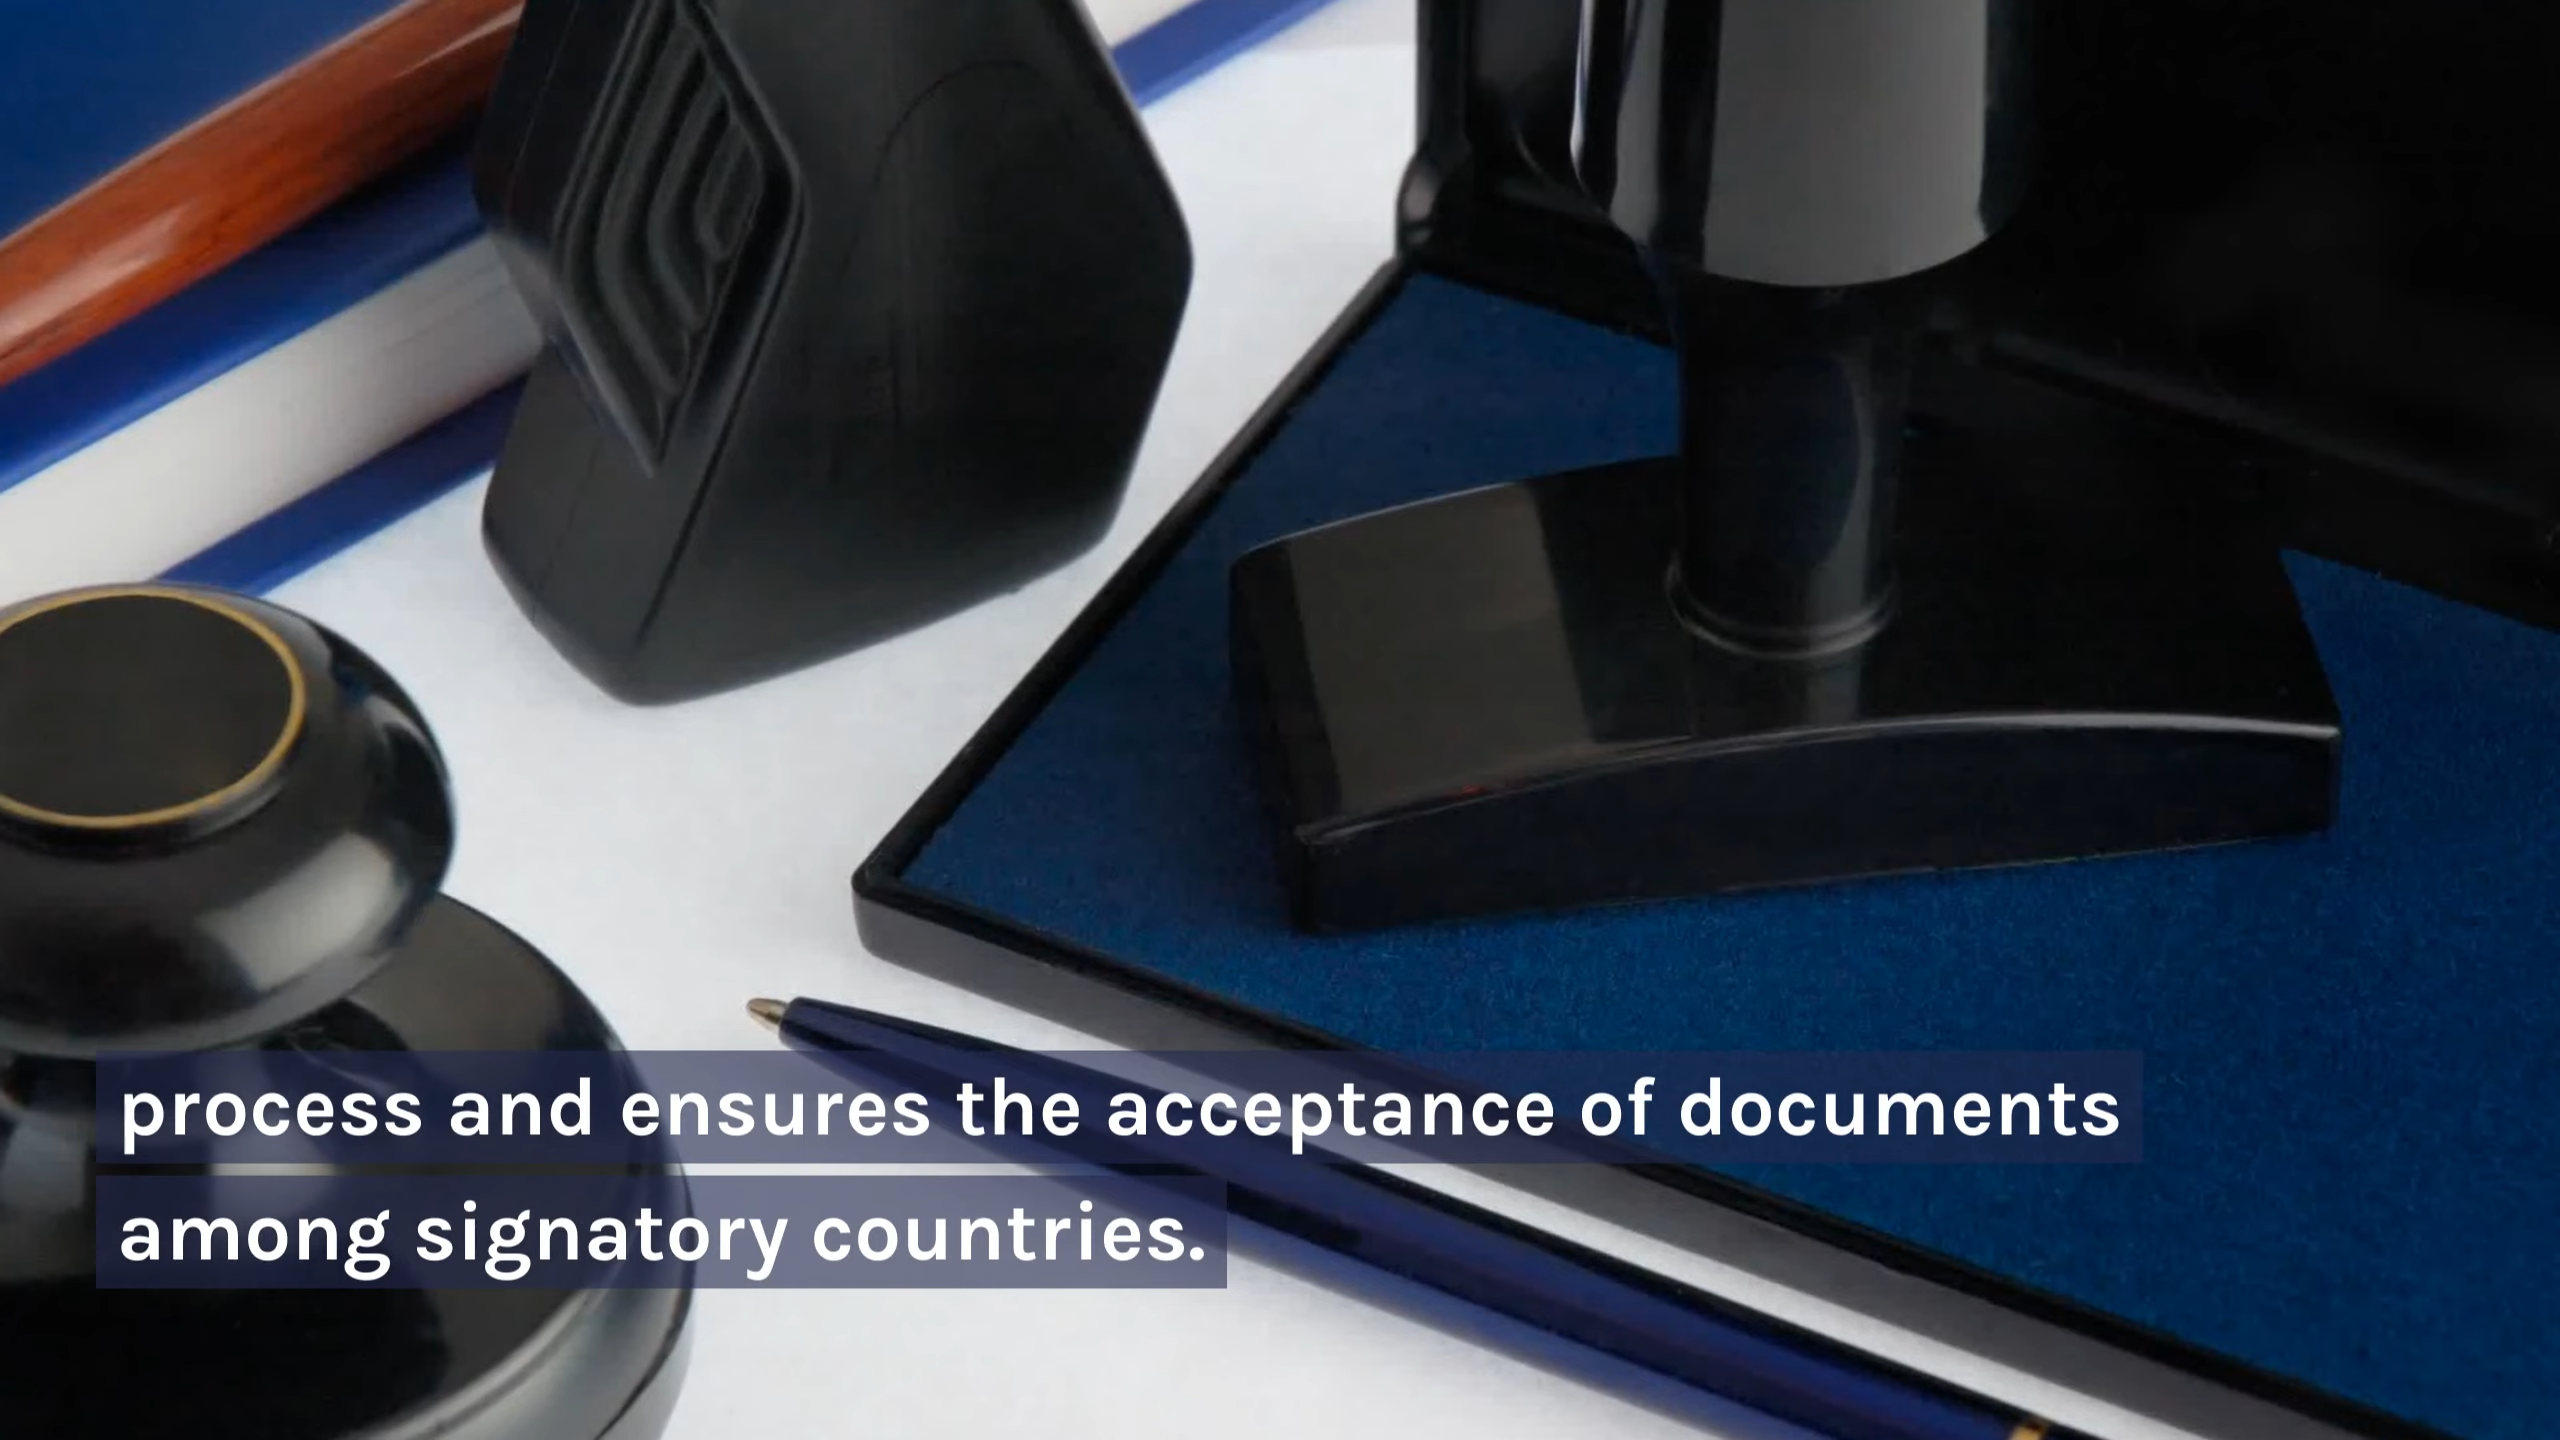 process and ensures the acceptance of documents
among signatory countries.